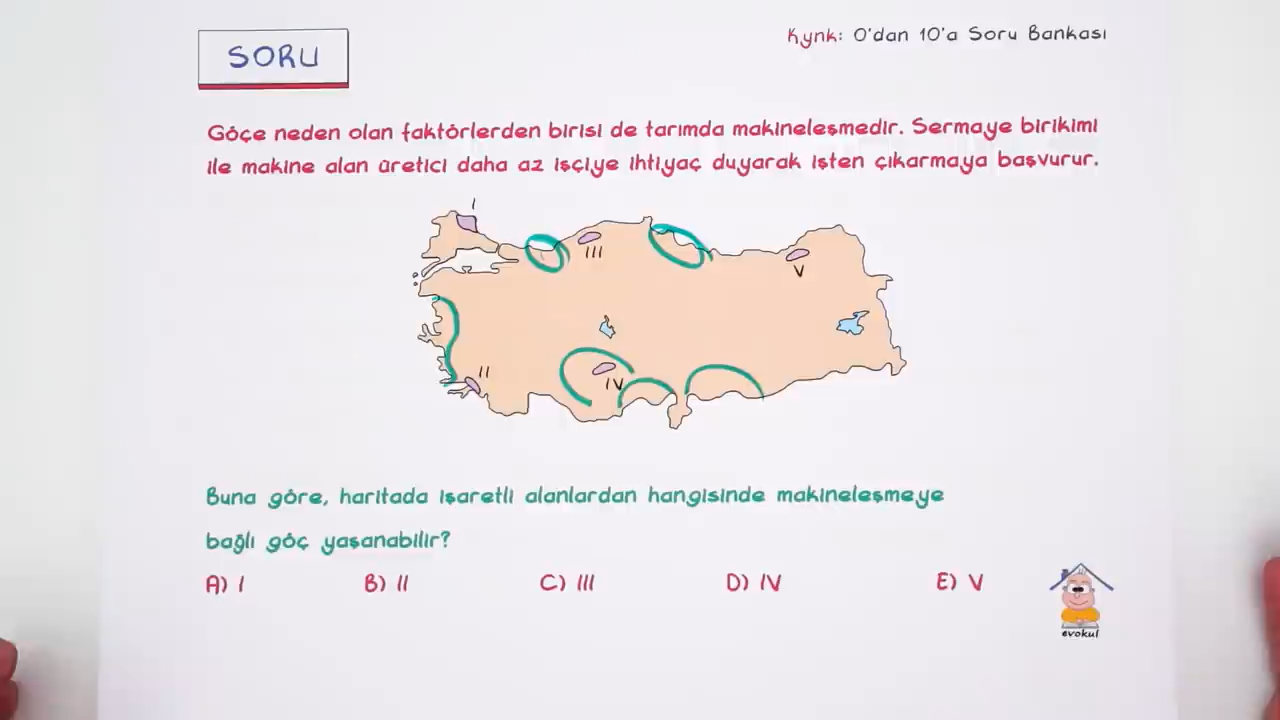 SORU
Kynk: 0'dan 10'a Soru Bankası
Göçe neden olan faktörlerden birisi de tarımda makineleşmedir. Sermaye birikimi
ile makine alan üretici daha az işçiye ihtiyaç duyarak işten çıkarmaya başvurur.
I
III
V
II
IV
Buna göre, haritada işaretli alanlardan hangisinde makineleşmeye
bağlı göç yaşanabilir?
A) I B) II C) III D) IV E) V
evokul